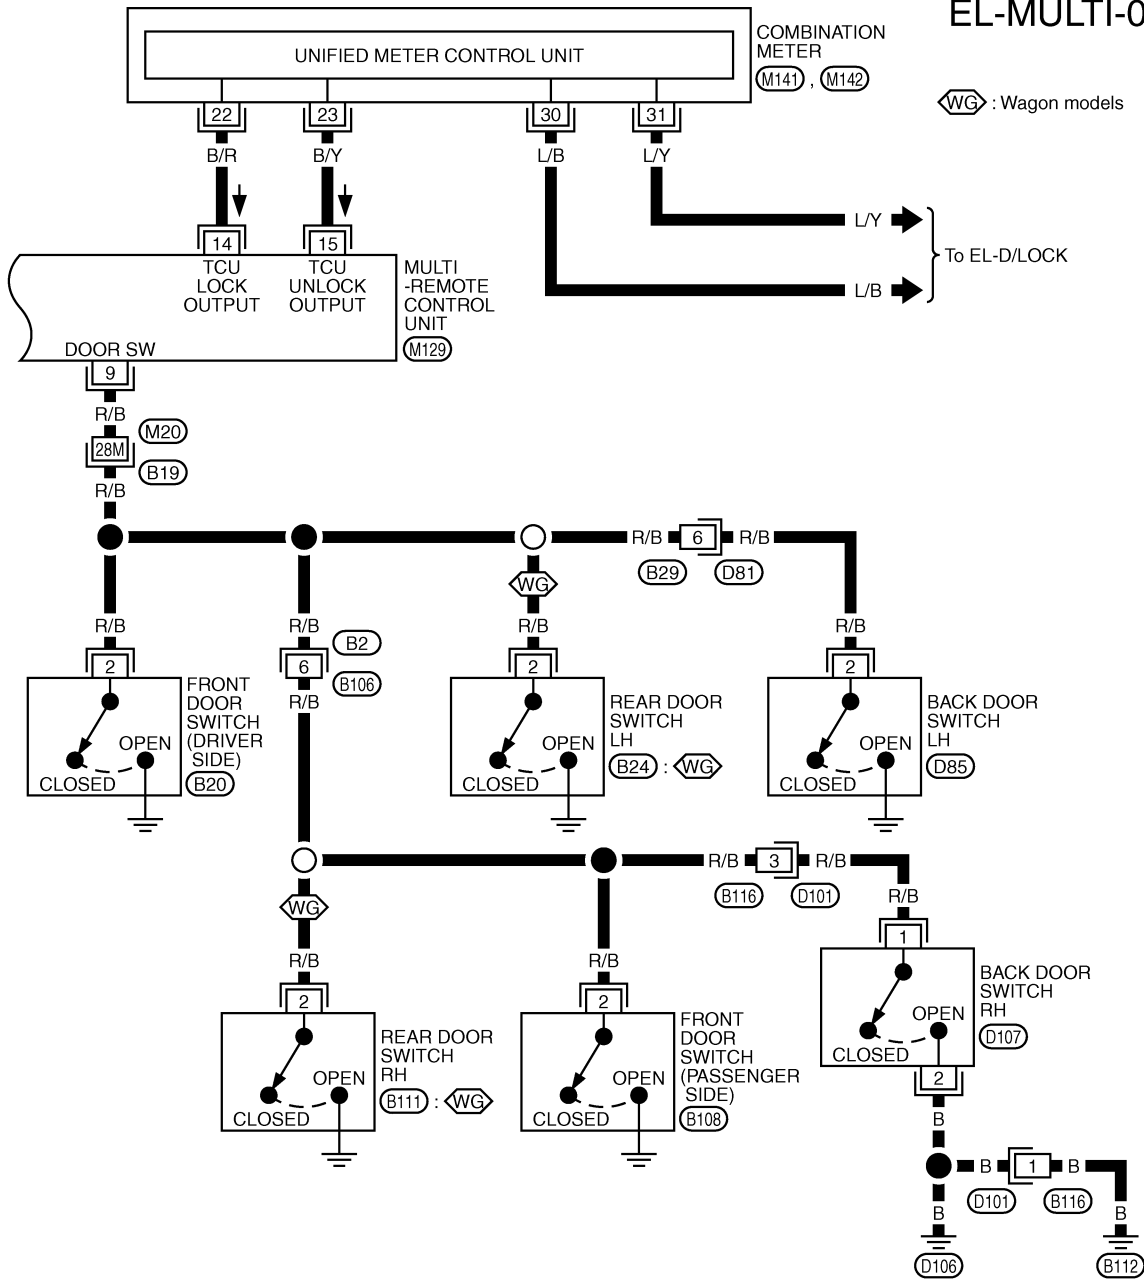 EL-MULTI-0
UNIFIED METER CONTROL UNIT
COMBINATION
METER
M141 , M142
WG : Wagon models
22 23 30 31
B/R B/Y L/B L/Y
L/Y
To EL-D/LOCK
L/B
14 15
TCU
LOCK
OUTPUT
TCU
UNLOCK
OUTPUT
MULTI
-REMOTE
CONTROL
UNIT
M129
DOOR SW
9
R/B
M20
28M
B19
R/B
R/B 6 R/B
B29 D81
WG
R/B R/B R/B R/B
B2
2 6 2 2
B106
R/B
FRONT
DOOR
SWITCH
(DRIVER
SIDE)
B20
OPEN
CLOSED
REAR DOOR
SWITCH
LH
B24 : WG
OPEN
CLOSED
BACK DOOR
SWITCH
LH
D85
OPEN
CLOSED
R/B 3 R/B
B116 D101
WG
R/B
R/B R/B
1
2 2
REAR DOOR
SWITCH
RH
B111 : WG
OPEN
CLOSED
FRONT
DOOR
SWITCH
(PASSENGER
SIDE)
B108
OPEN
CLOSED
BACK DOOR
SWITCH
RH
D107
OPEN
CLOSED
2
B
B 1 B
D101 B116
B B
D106 B112